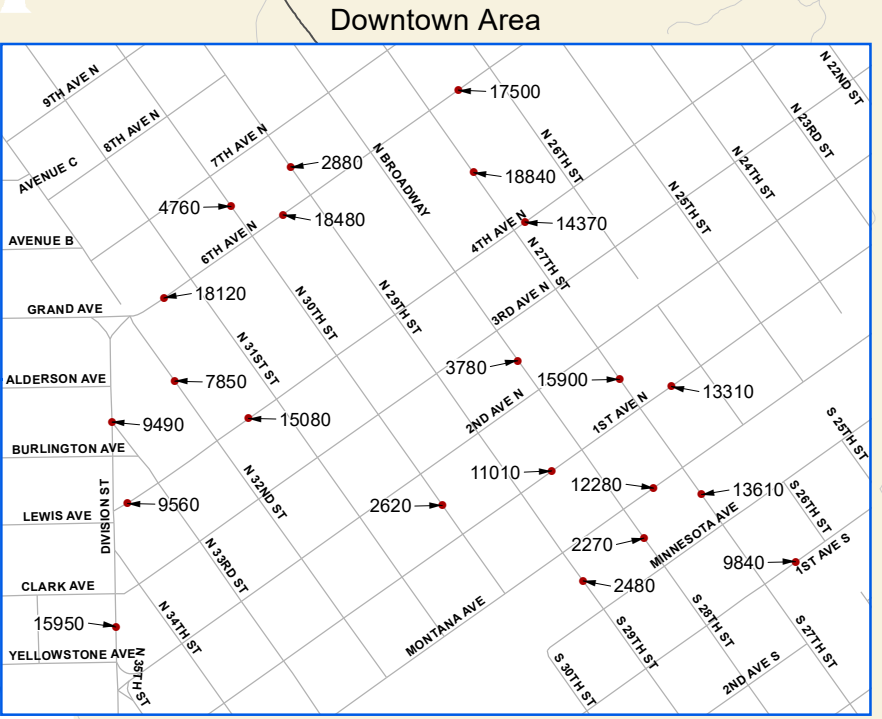 Downtown Area
N 22ND ST
9TH AVE N
17500
8TH AVE N
N 23RD ST
7TH AVE N
N 26TH ST
AVENUE C
2880
N BROADWAY
18840
N 24TH ST
4760
18480
N 25TH ST
14370
4TH AVE N
AVENUE B
6TH AVE N
N 27TH ST
18120
GRAND AVE
N 30TH ST
N 29TH ST
3RD AVE N
N 31ST ST
3780
ALDERSON AVE
7850
15900
13310
2ND AVE N
1ST AVE N
9490
15080
S 25TH ST
BURLINGTON AVE
11010
12280
13610
N 32ND ST
DIVISION ST
9560
2620
S 26TH ST
LEWIS AVE
2270
MINNESOTA AVE
9840
1ST AVE S
N 33RD ST
CLARK AVE
2480
15950
N 34TH ST
MONTANA AVE
S 28TH ST
S 29TH ST
S 27TH ST
YELLOWSTONE AVE
N 35TH ST
S 30TH ST
2ND AVE S